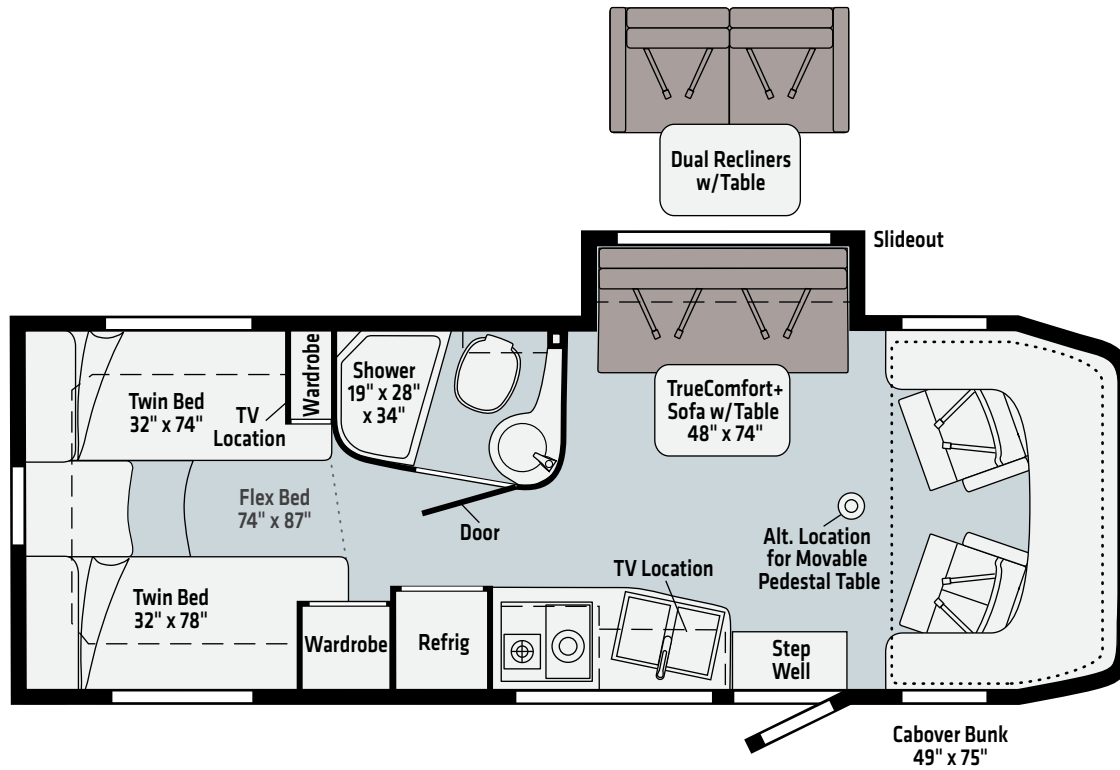 Dual Recliners
w/Table
Slideout
Wardrobe
Shower
19" x 28"
x 34"
Twin Bed
32" x 74"
TV
Location
TrueComfort+
Sofa w/Table
48" x 74"
Flex Bed
74" x 87"
Door
Alt. Location
for Movable
Pedestal Table
TV Location
Twin Bed
32" x 78"
Wardrobe
Refrig
Step
Well
Cabover Bunk
49" x 75"